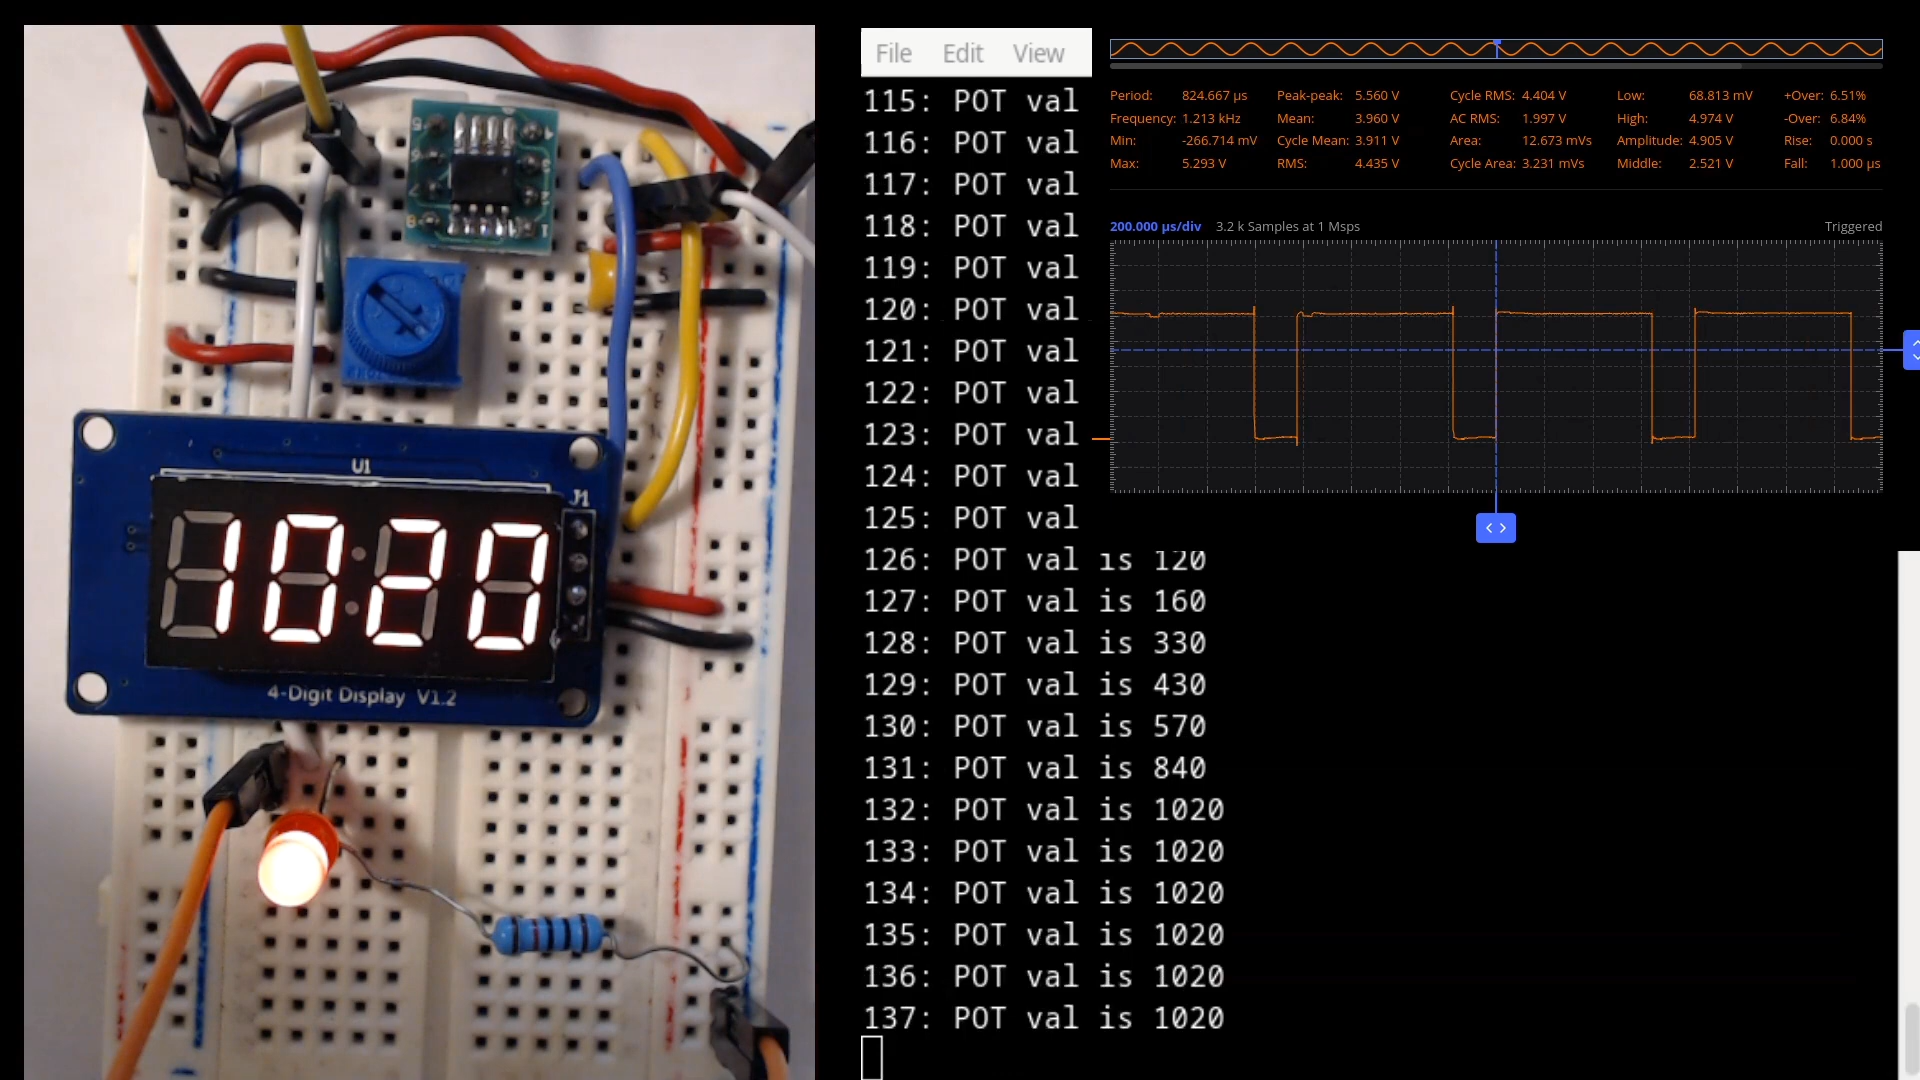 U1
J1
1020
4-Digit Display V1.2
File Edit View
115: POT val
116: POT val
117: POT val
118: POT val
119: POT val
120: POT val
121: POT val
122: POT val
123: POT val
124: POT val
125: POT val
126: POT val is 120
127: POT val is 160
128: POT val is 330
129: POT val is 430
130: POT val is 570
131: POT val is 840
132: POT val is 1020
133: POT val is 1020
134: POT val is 1020
135: POT val is 1020
136: POT val is 1020
137: POT val is 1020
Period: 824.667 µs Peak-peak: 5.560 V Cycle RMS: 4.404 V Low: 68.813 mV +Over: 6.51%
Frequency: 1.213 kHz Mean: 3.960 V AC RMS: 1.997 V High: 4.974 V -Over: 6.84%
Min: -266.714 mV Cycle Mean: 3.911 V Area: 12.673 mVs Amplitude: 4.905 V Rise: 0.000 s
Max: 5.293 V RMS: 4.435 V Cycle Area: 3.231 mVs Middle: 2.521 V Fall: 1.000 µs
200.000 µs/div 3.2 k Samples at 1 Msps Triggered